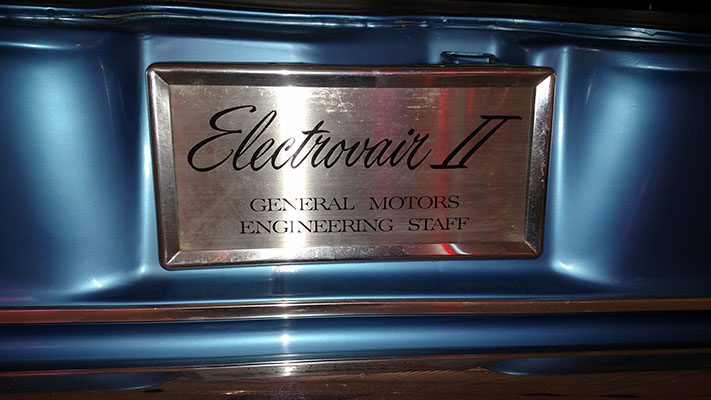 Electrovair II
GENERAL MOTORS
ENGINEERING STAFF